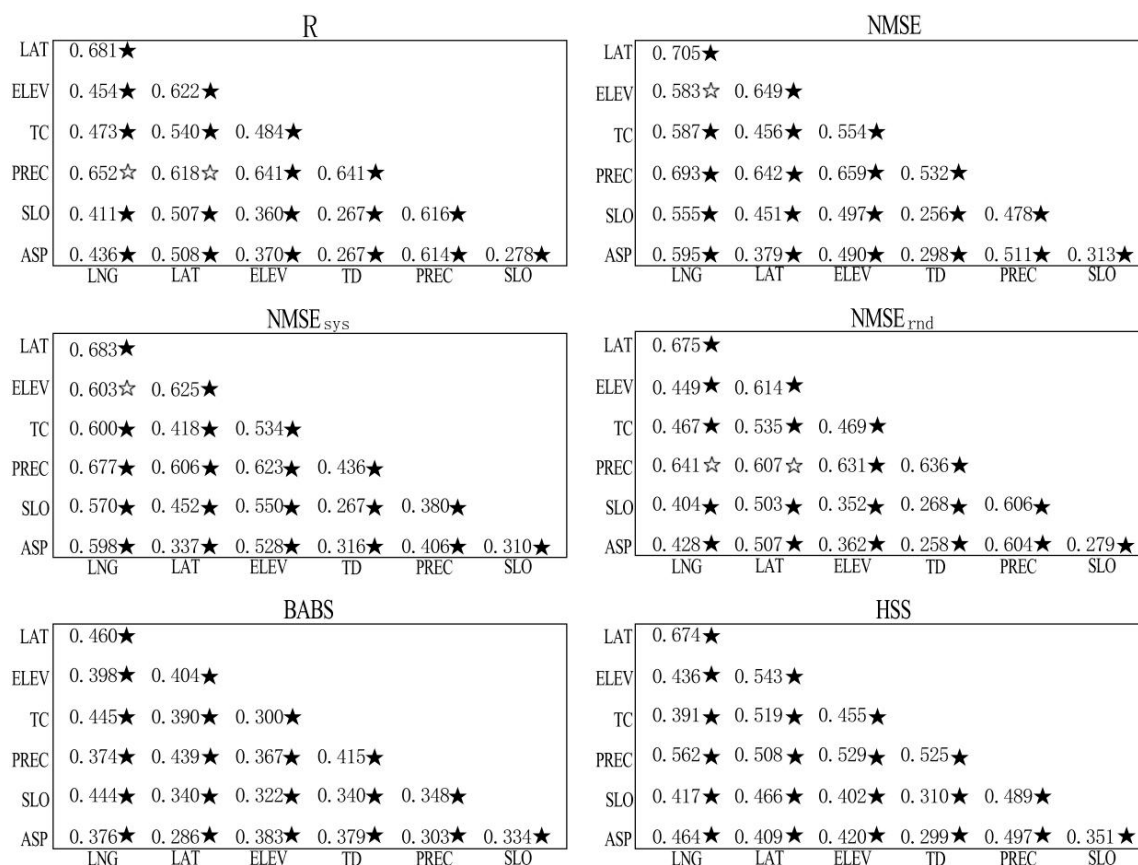 R
LAT 0.681★
ELEV 0.454★ 0.622★
TC 0.473★ 0.540★ 0.484★
PREC 0.652☆ 0.618☆ 0.641★ 0.641★
SLO 0.411★ 0.507★ 0.360★ 0.267★ 0.616★
ASP 0.436★ 0.508★ 0.370★ 0.267★ 0.614★ 0.278★
LNG LAT ELEV TD PREC SLO
NMSE
LAT 0.705★
ELEV 0.583☆ 0.649★
TC 0.587★ 0.456★ 0.554★
PREC 0.693★ 0.642★ 0.659★ 0.532★
SLO 0.555★ 0.451★ 0.497★ 0.256★ 0.478★
ASP 0.595★ 0.379★ 0.490★ 0.298★ 0.511★ 0.313★
LNG LAT ELEV TD PREC SLO
NMSEsys
LAT 0.683★
ELEV 0.603☆ 0.625★
TC 0.600★ 0.418★ 0.534★
PREC 0.677★ 0.606★ 0.623★ 0.436★
SLO 0.570★ 0.452★ 0.550★ 0.267★ 0.380★
ASP 0.598★ 0.337★ 0.528★ 0.316★ 0.406★ 0.310★
LNG LAT ELEV TD PREC SLO
NMSErnd
LAT 0.675★
ELEV 0.449★ 0.614★
TC 0.467★ 0.535★ 0.469★
PREC 0.641☆ 0.607☆ 0.631★ 0.636★
SLO 0.404★ 0.503★ 0.352★ 0.268★ 0.606★
ASP 0.428★ 0.507★ 0.362★ 0.258★ 0.604★ 0.279★
LNG LAT ELEV TD PREC SLO
BABS
LAT 0.460★
ELEV 0.398★ 0.404★
TC 0.445★ 0.390★ 0.300★
PREC 0.374★ 0.439★ 0.367★ 0.415★
SLO 0.444★ 0.340★ 0.322★ 0.340★ 0.348★
ASP 0.376★ 0.286★ 0.383★ 0.379★ 0.303★ 0.334★
LNG LAT ELEV TD PREC SLO
HSS
LAT 0.674★
ELEV 0.436★ 0.543★
TC 0.391★ 0.519★ 0.455★
PREC 0.562★ 0.508★ 0.529★ 0.525★
SLO 0.417★ 0.466★ 0.402★ 0.310★ 0.489★
ASP 0.464★ 0.409★ 0.420★ 0.299★ 0.497★ 0.351★
LNG LAT ELEV TD PREC SLO